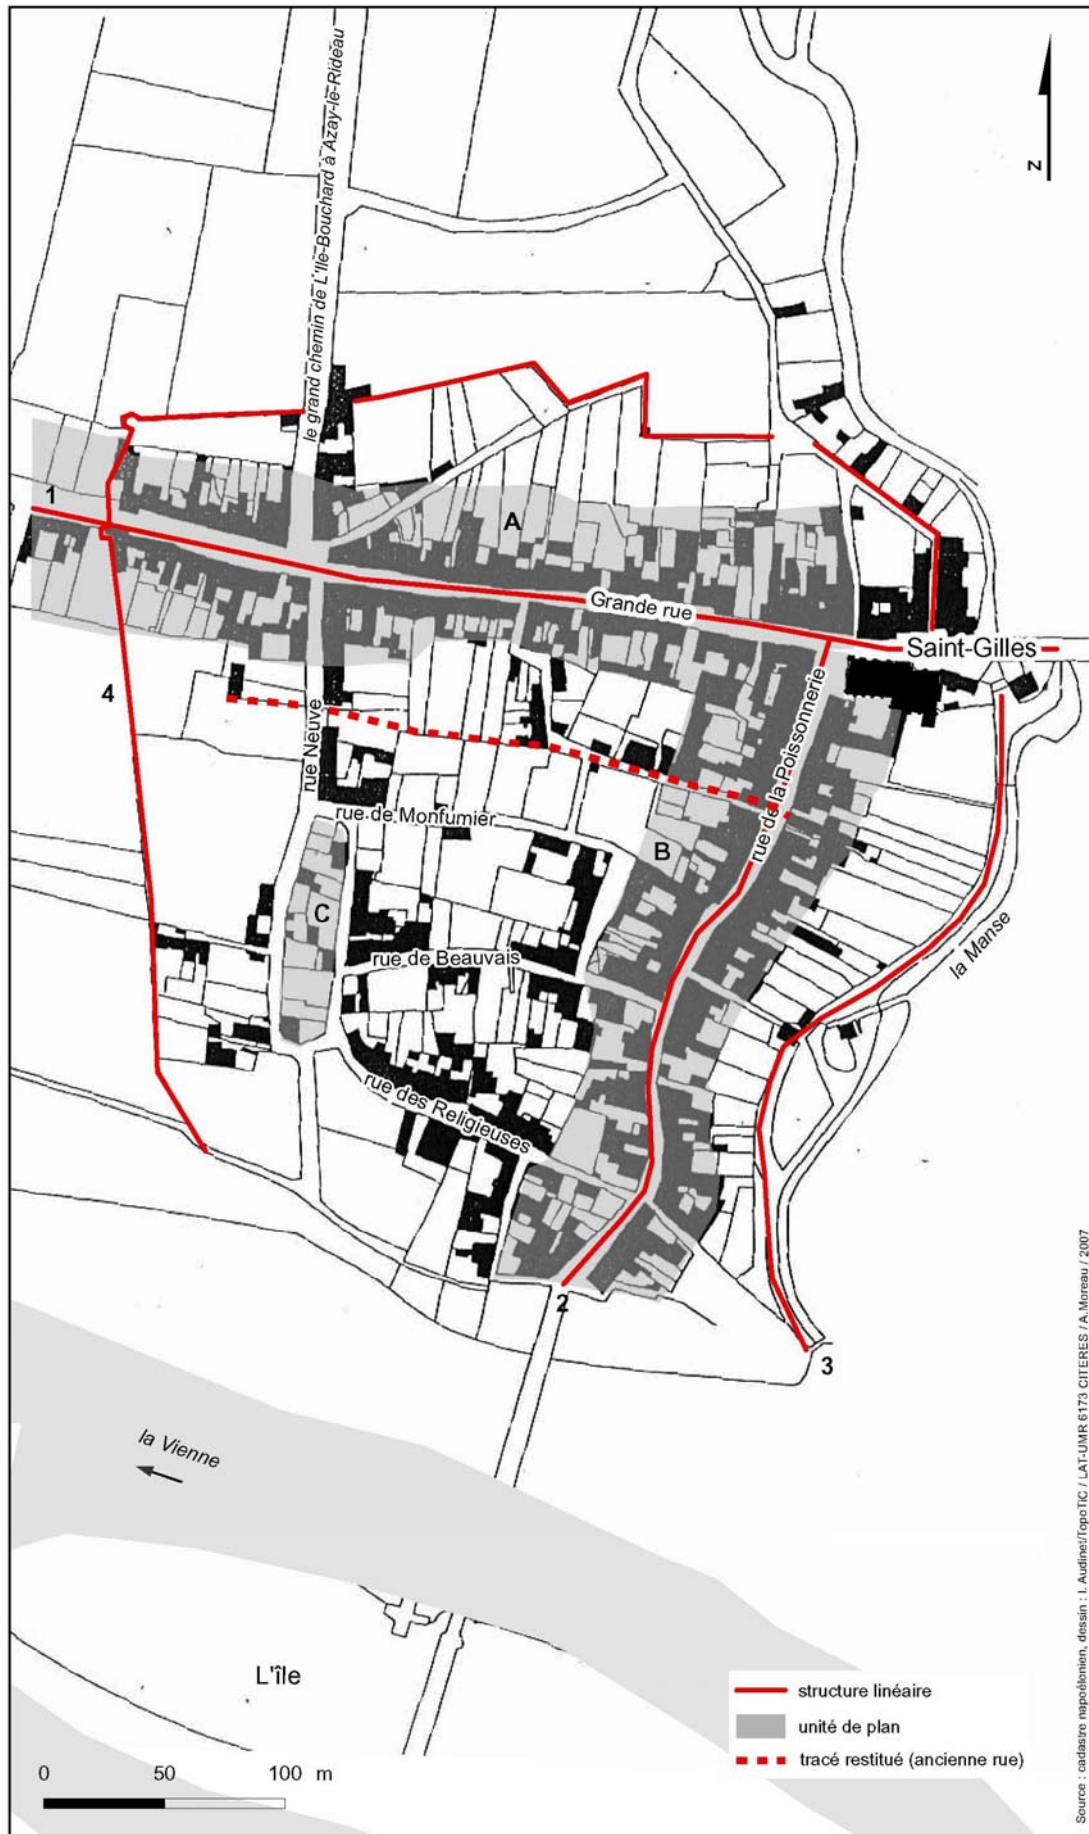 le grand chemin de L'Ile-Bouchard à Azay-le-Rideau
N
1
A
Grande rue
Saint-Gilles
4
rue Neuve
rue de la Poissonnerie
rue de Monfumier
B
C
rue de Beauvais
la Manse
rue des Religieuses
2
3
la Vienne
L'île
structure linéaire
unité de plan
tracé restitué (ancienne rue)
0 50 100 m
Source : cadastre napoélonien, dessin : I. Audinet/TopoTiC / LAT-UMR 6173 CITERES / A.Moreau / 2007